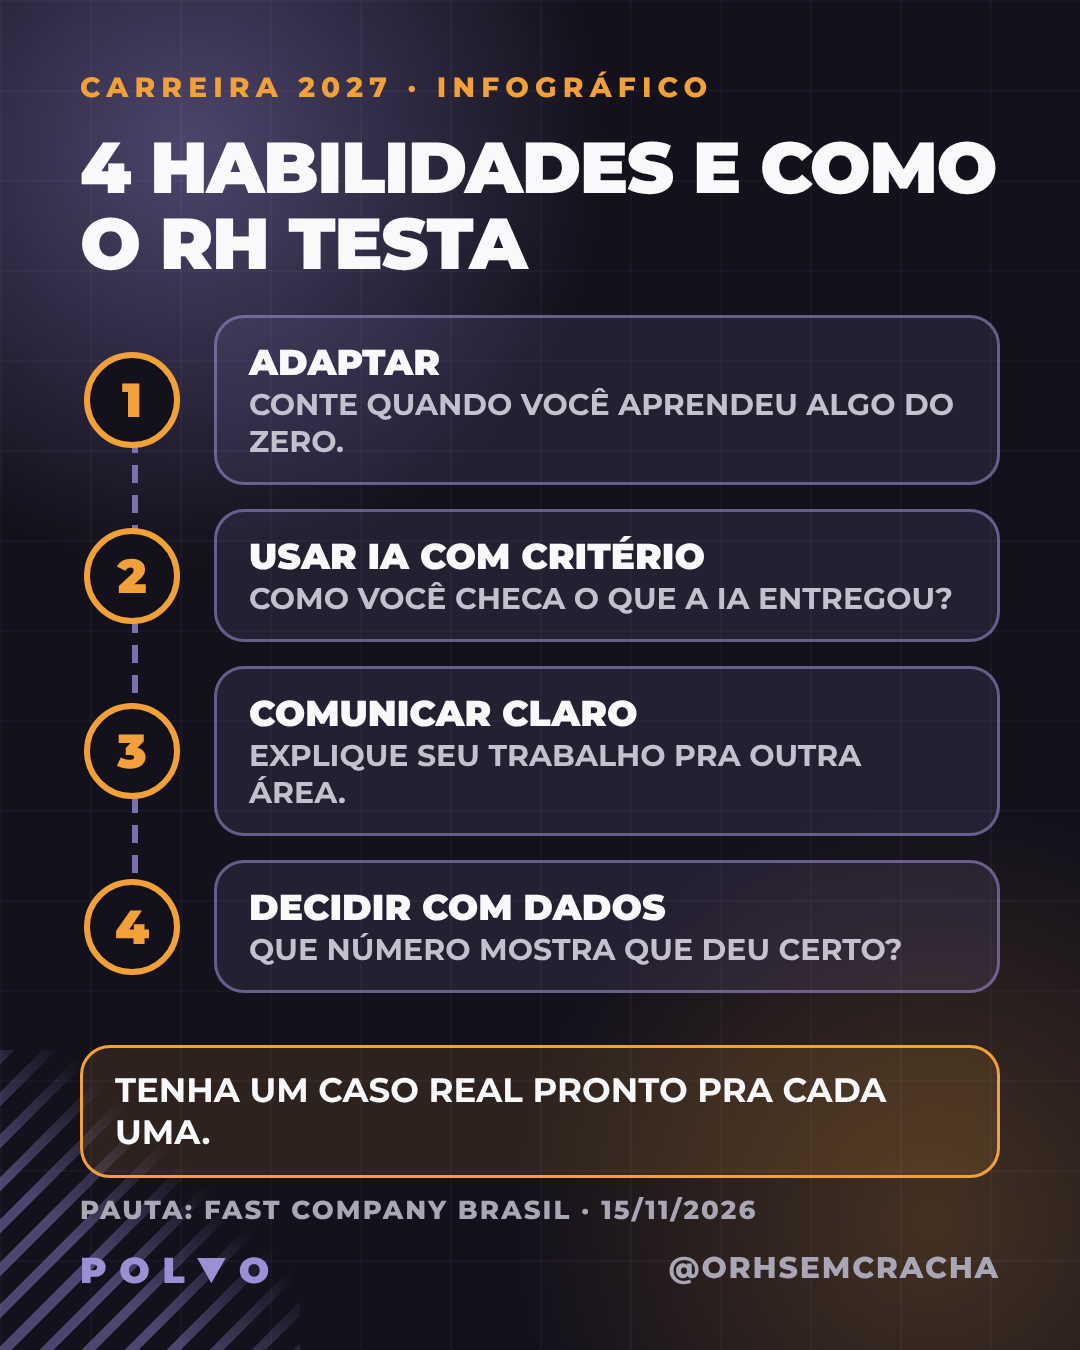 CARREIRA 2027 · INFOGRÁFICO
4 HABILIDADES E COMO
O RH TESTA
1
ADAPTAR
CONTE QUANDO VOCÊ APRENDEU ALGO DO
ZERO.
2
USAR IA COM CRITÉRIO
COMO VOCÊ CHECA O QUE A IA ENTREGOU?
3
COMUNICAR CLARO
EXPLIQUE SEU TRABALHO PRA OUTRA
ÁREA.
4
DECIDIR COM DADOS
QUE NÚMERO MOSTRA QUE DEU CERTO?
TENHA UM CASO REAL PRONTO PRA CADA
UMA.
PAUTA: FAST COMPANY BRASIL · 15/11/2026
POL▼O
@ORHSEMCRACHA